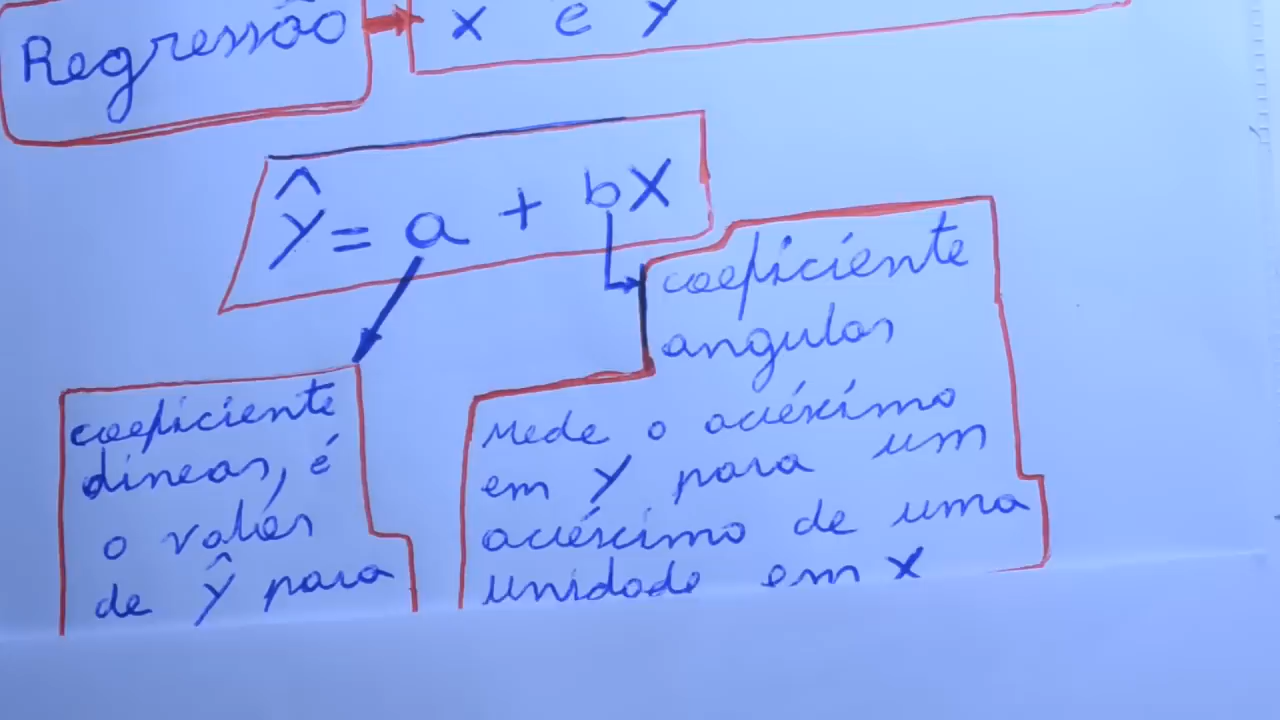 Regressão
x e y
Ŷ = a + bX
coeficiente
angular
Mede o acréscimo
em Y para um
acréscimo de uma
unidade em X
coeficiente
linear, é
o valor
de Ŷ para